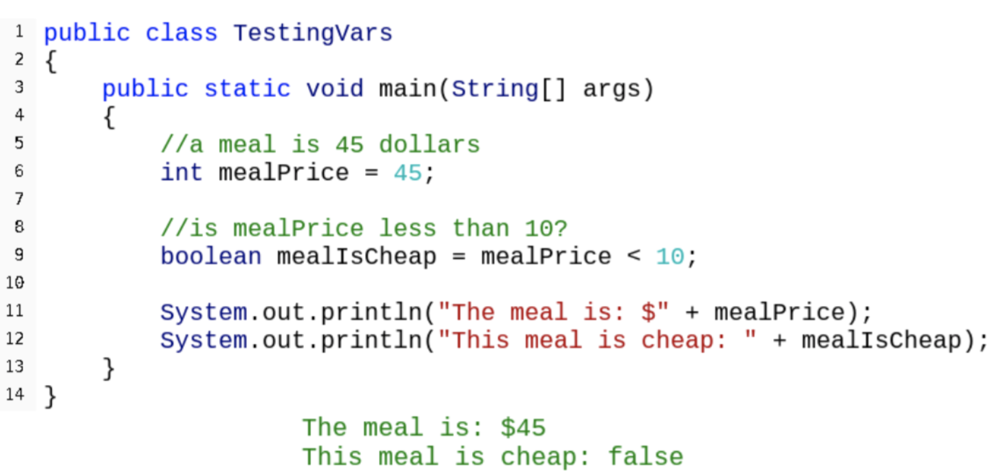 1 public class TestingVars
2 {
3 public static void main(String[] args)
4 {
5 //a meal is 45 dollars
6 int mealPrice = 45;
7
8 //is mealPrice less than 10?
9 boolean mealIsCheap = mealPrice < 10;
10
11 System.out.println("The meal is: $" + mealPrice);
12 System.out.println("This meal is cheap: " + mealIsCheap);
13 }
14 }
The meal is: $45
This meal is cheap: false